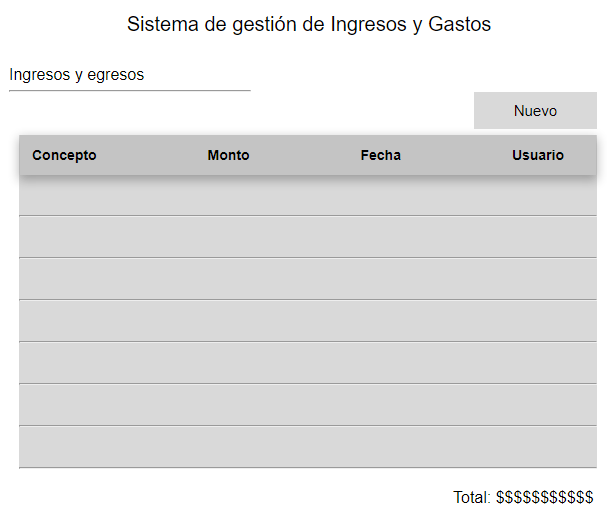 Sistema de gestión de Ingresos y Gastos
Ingresos y egresos
Nuevo
Concepto Monto Fecha Usuario
Total: $$$$$$$$$$$